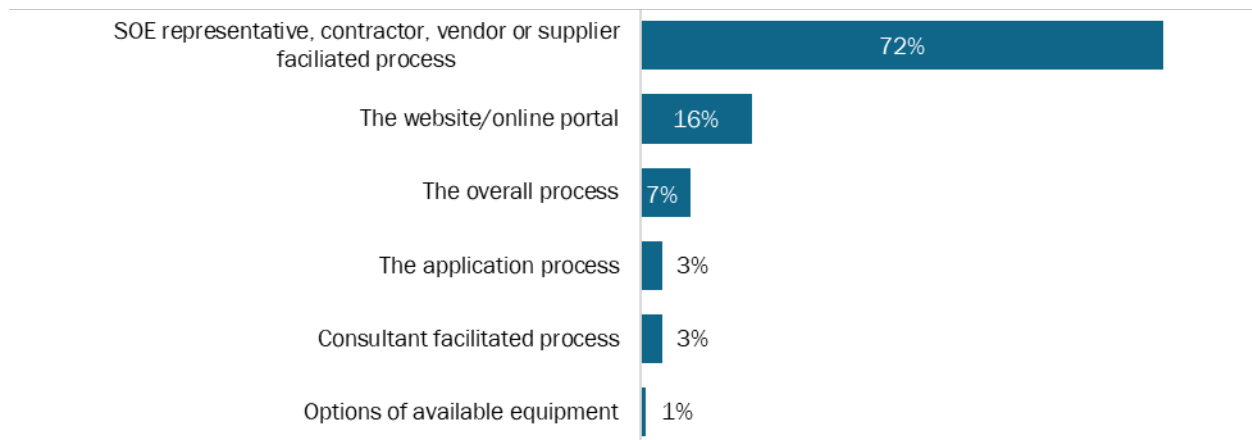 SOE representative, contractor, vendor or supplier
faciliated process
72%
The website/online portal
16%
The overall process
7%
The application process
3%
Consultant facilitated process
3%
Options of available equipment
1%